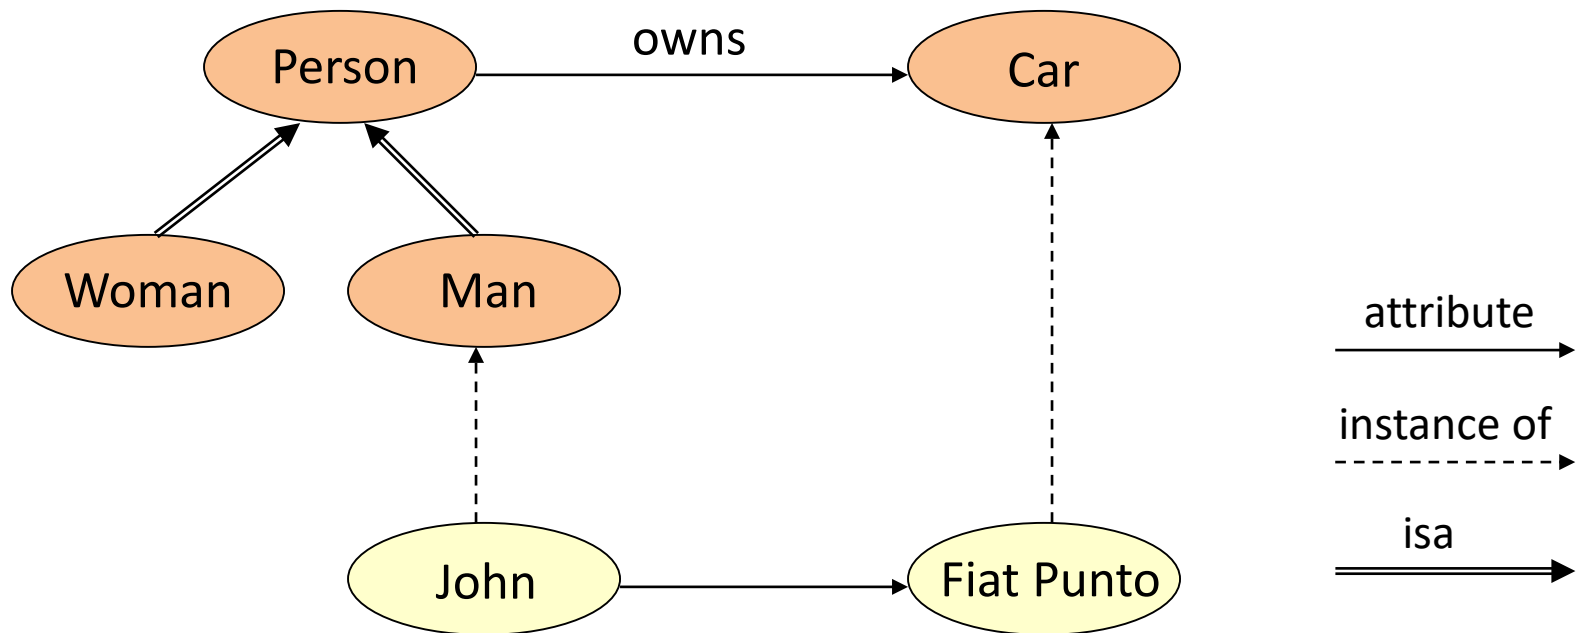 Person
owns
Car
Woman
Man
attribute
instance of
isa
John
Fiat Punto